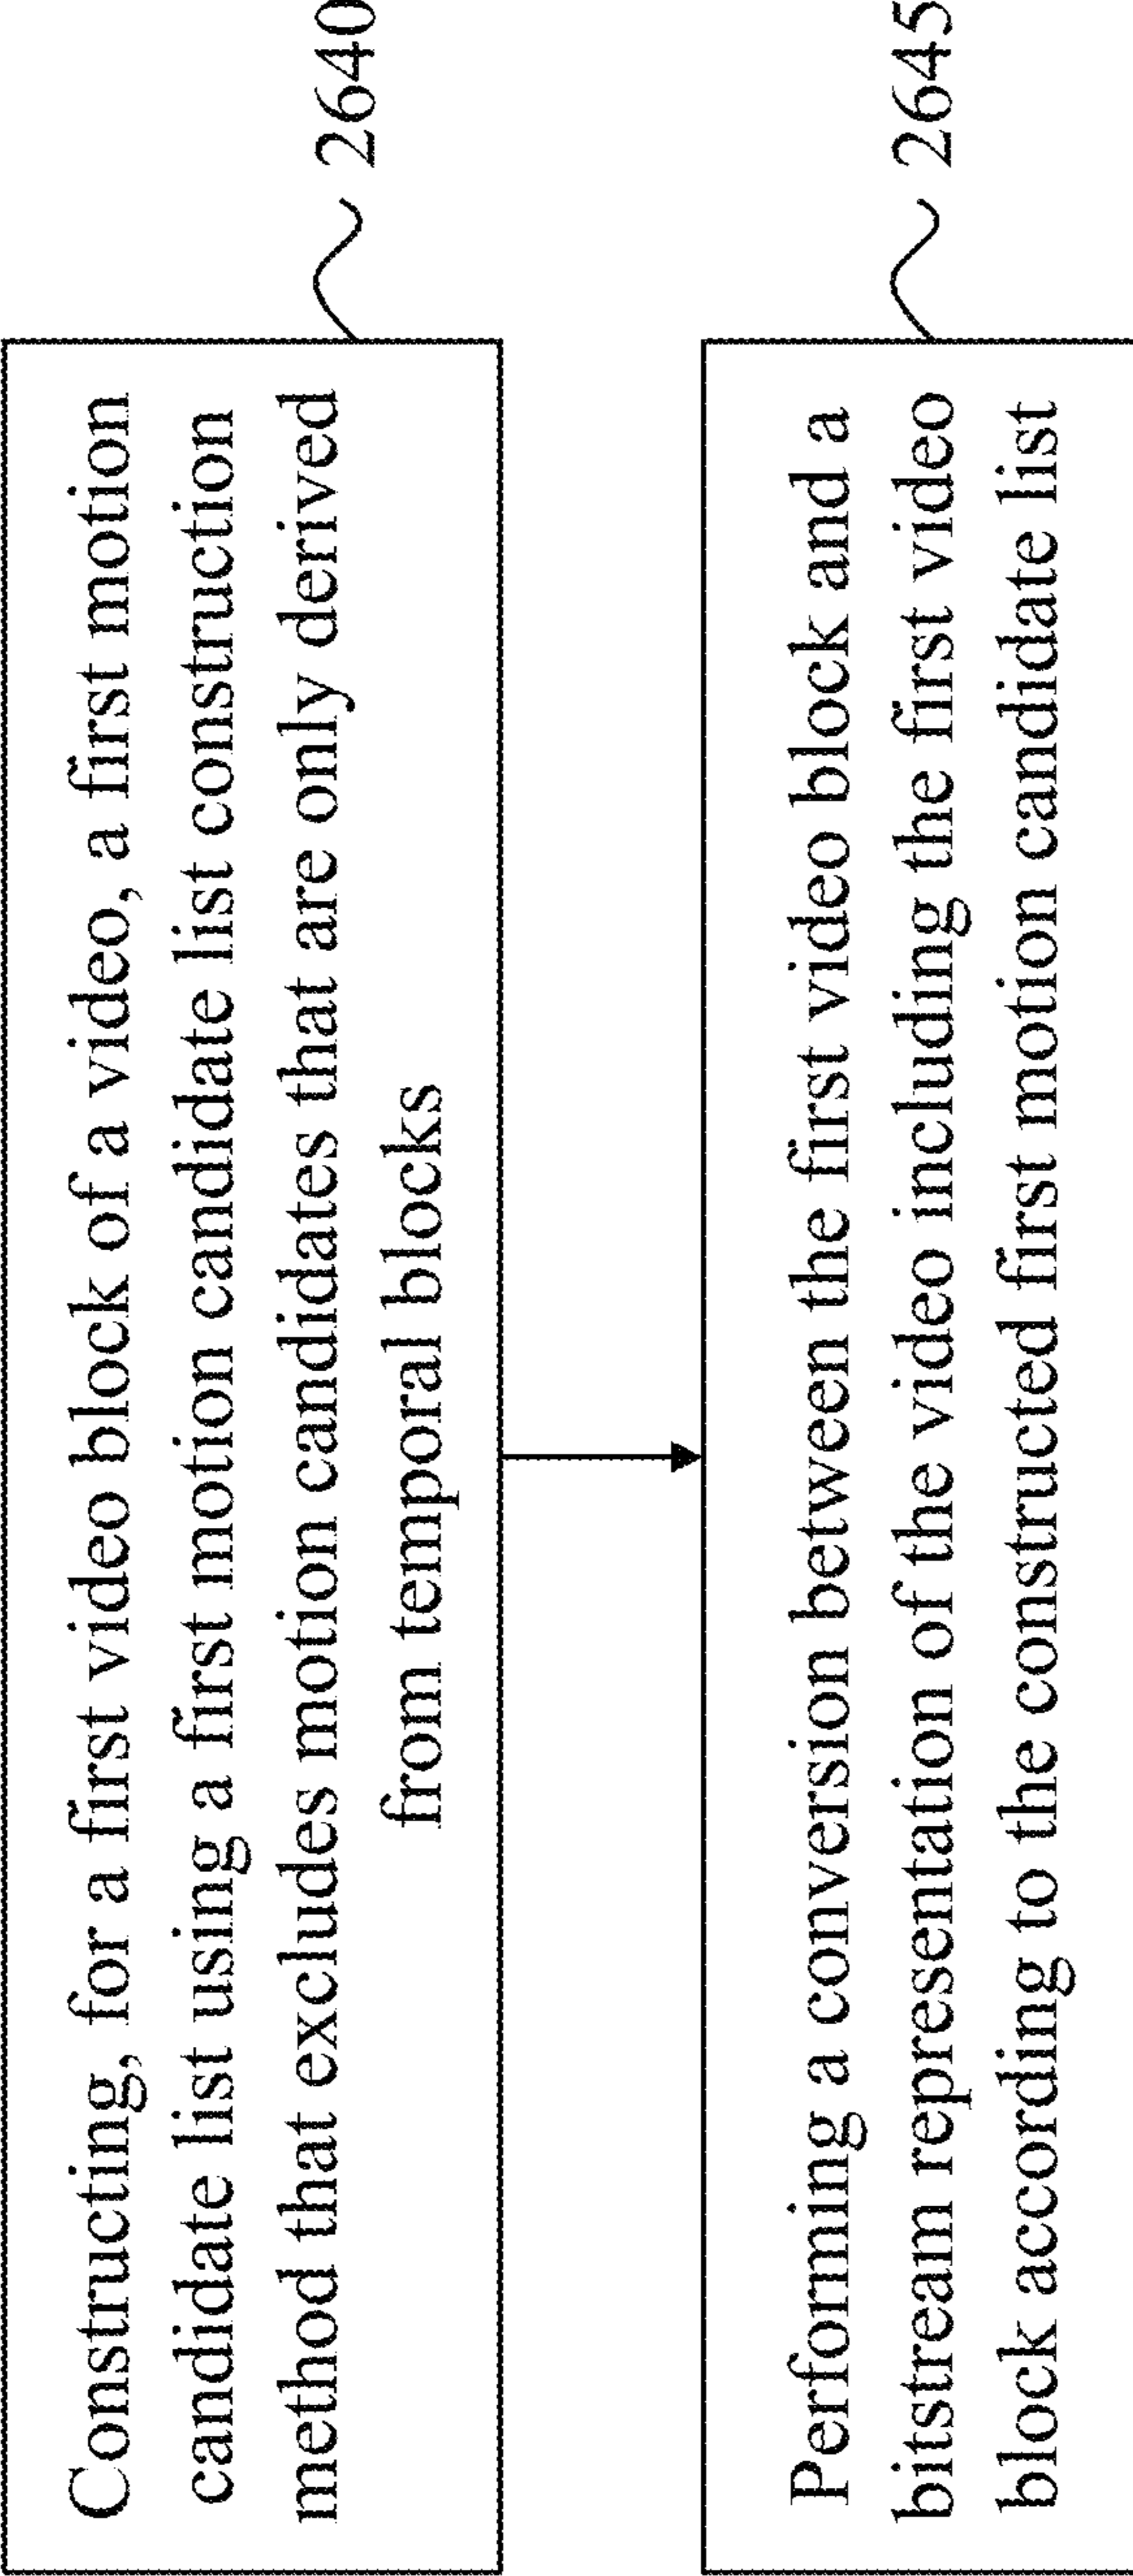 Constructing, for a first video block of a video, a first motion
candidate list using a first motion candidate list construction
method that excludes motion candidates that are only derived
from temporal blocks
2640
Performing a conversion between the first video block and a
bitstream representation of the video including the first video
block according to the constructed first motion candidate list
2645